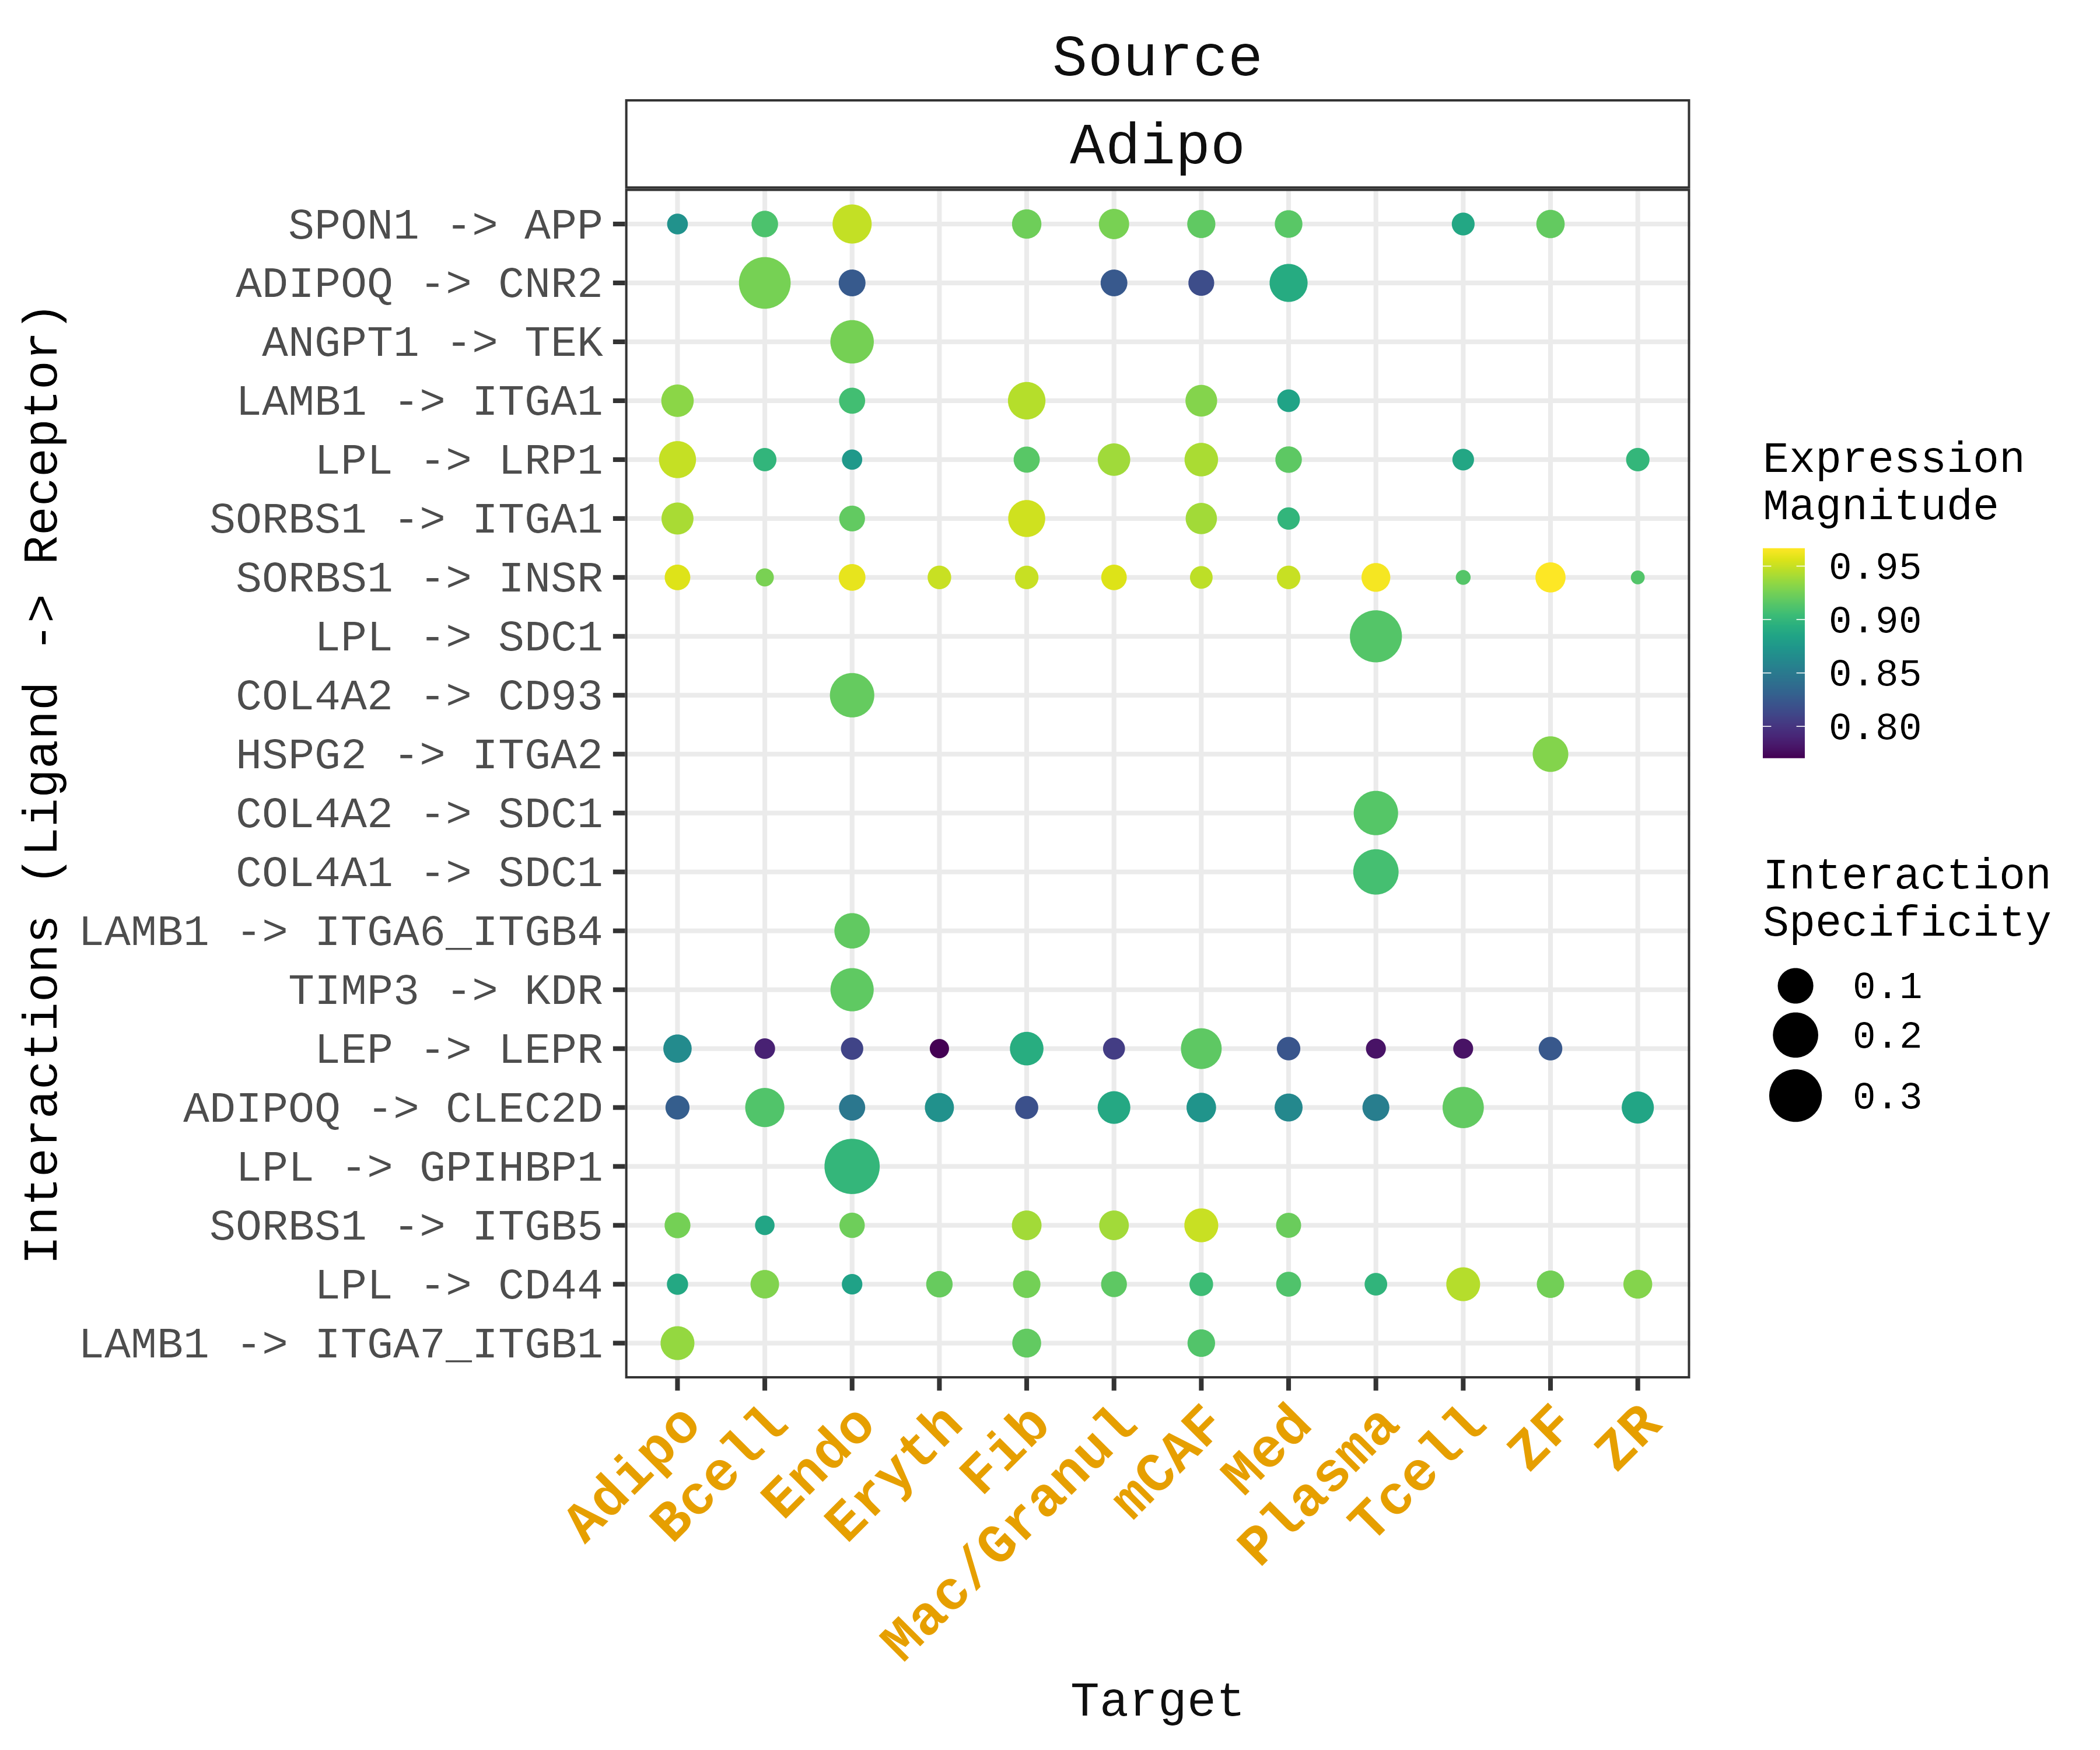 Source
Adipo
Interactions (Ligand -> Receptor)
SPON1 -> APP
ADIPOQ -> CNR2
ANGPT1 -> TEK
LAMB1 -> ITGA1
LPL -> LRP1
SORBS1 -> ITGA1
SORBS1 -> INSR
LPL -> SDC1
COL4A2 -> CD93
HSPG2 -> ITGA2
COL4A2 -> SDC1
COL4A1 -> SDC1
LAMB1 -> ITGA6_ITGB4
TIMP3 -> KDR
LEP -> LEPR
ADIPOQ -> CLEC2D
LPL -> GPIHBP1
SORBS1 -> ITGB5
LPL -> CD44
LAMB1 -> ITGA7_ITGB1
Adipo
Bcell
Endo
Eryth
Fib
Mac/Granul
mCAF
Med
Plasma
Tcell
ZF
ZR
Target
Expression
Magnitude
0.95
0.90
0.85
0.80
Interaction
Specificity
0.1
0.2
0.3